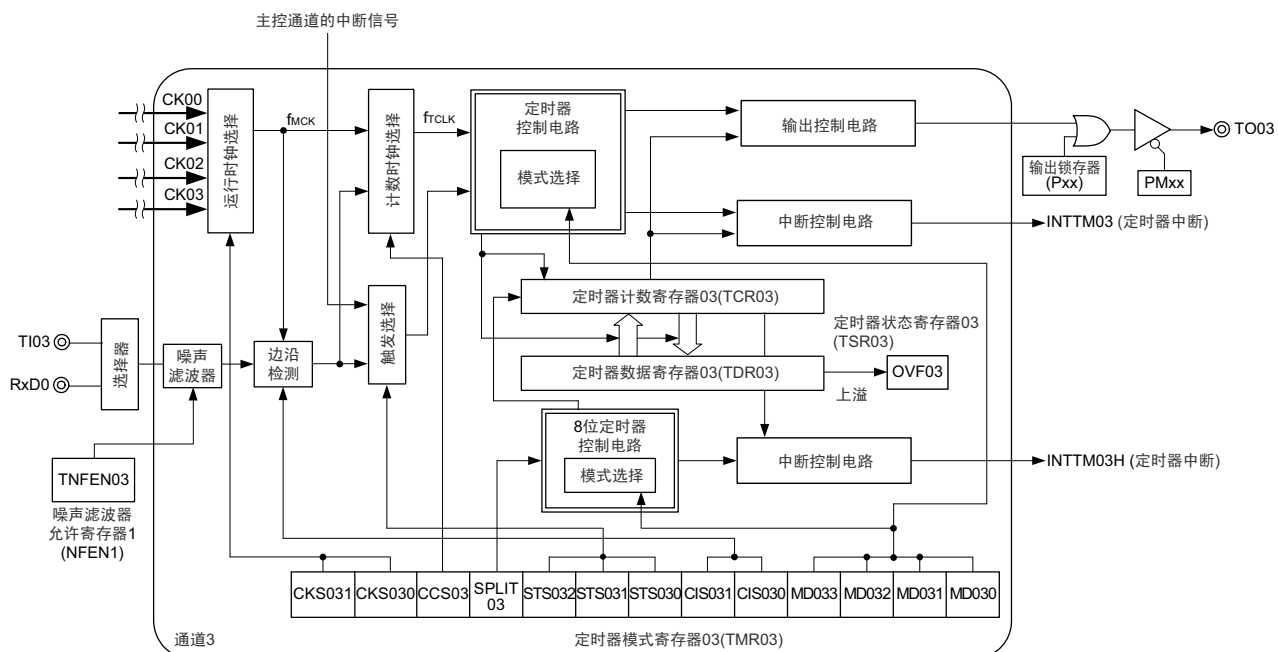 主控通道的中断信号
CK00
CK01
CK02
CK03
运行时钟选择
fMCK
计数时钟选择
fTCLK
定时器
控制电路
模式选择
输出控制电路
输出锁存器
(Pxx)
PMxx
TO03
中断控制电路
INTTM03 (定时器中断)
定时器计数寄存器03(TCR03)
触发选择
TI03
RxD0
选择器
噪声
滤波器
边沿
检测
定时器状态寄存器03
(TSR03)
定时器数据寄存器03(TDR03)
OVF03
上溢
8位定时器
控制电路
模式选择
中断控制电路
INTTM03H (定时器中断)
TNFEN03
噪声滤波器
允许寄存器1
(NFEN1)
CKS031 CKS030 CCS03 SPLIT
03 STS032 STS031 STS030 CIS031 CIS030 MD033 MD032 MD031 MD030
通道3
定时器模式寄存器03(TMR03)